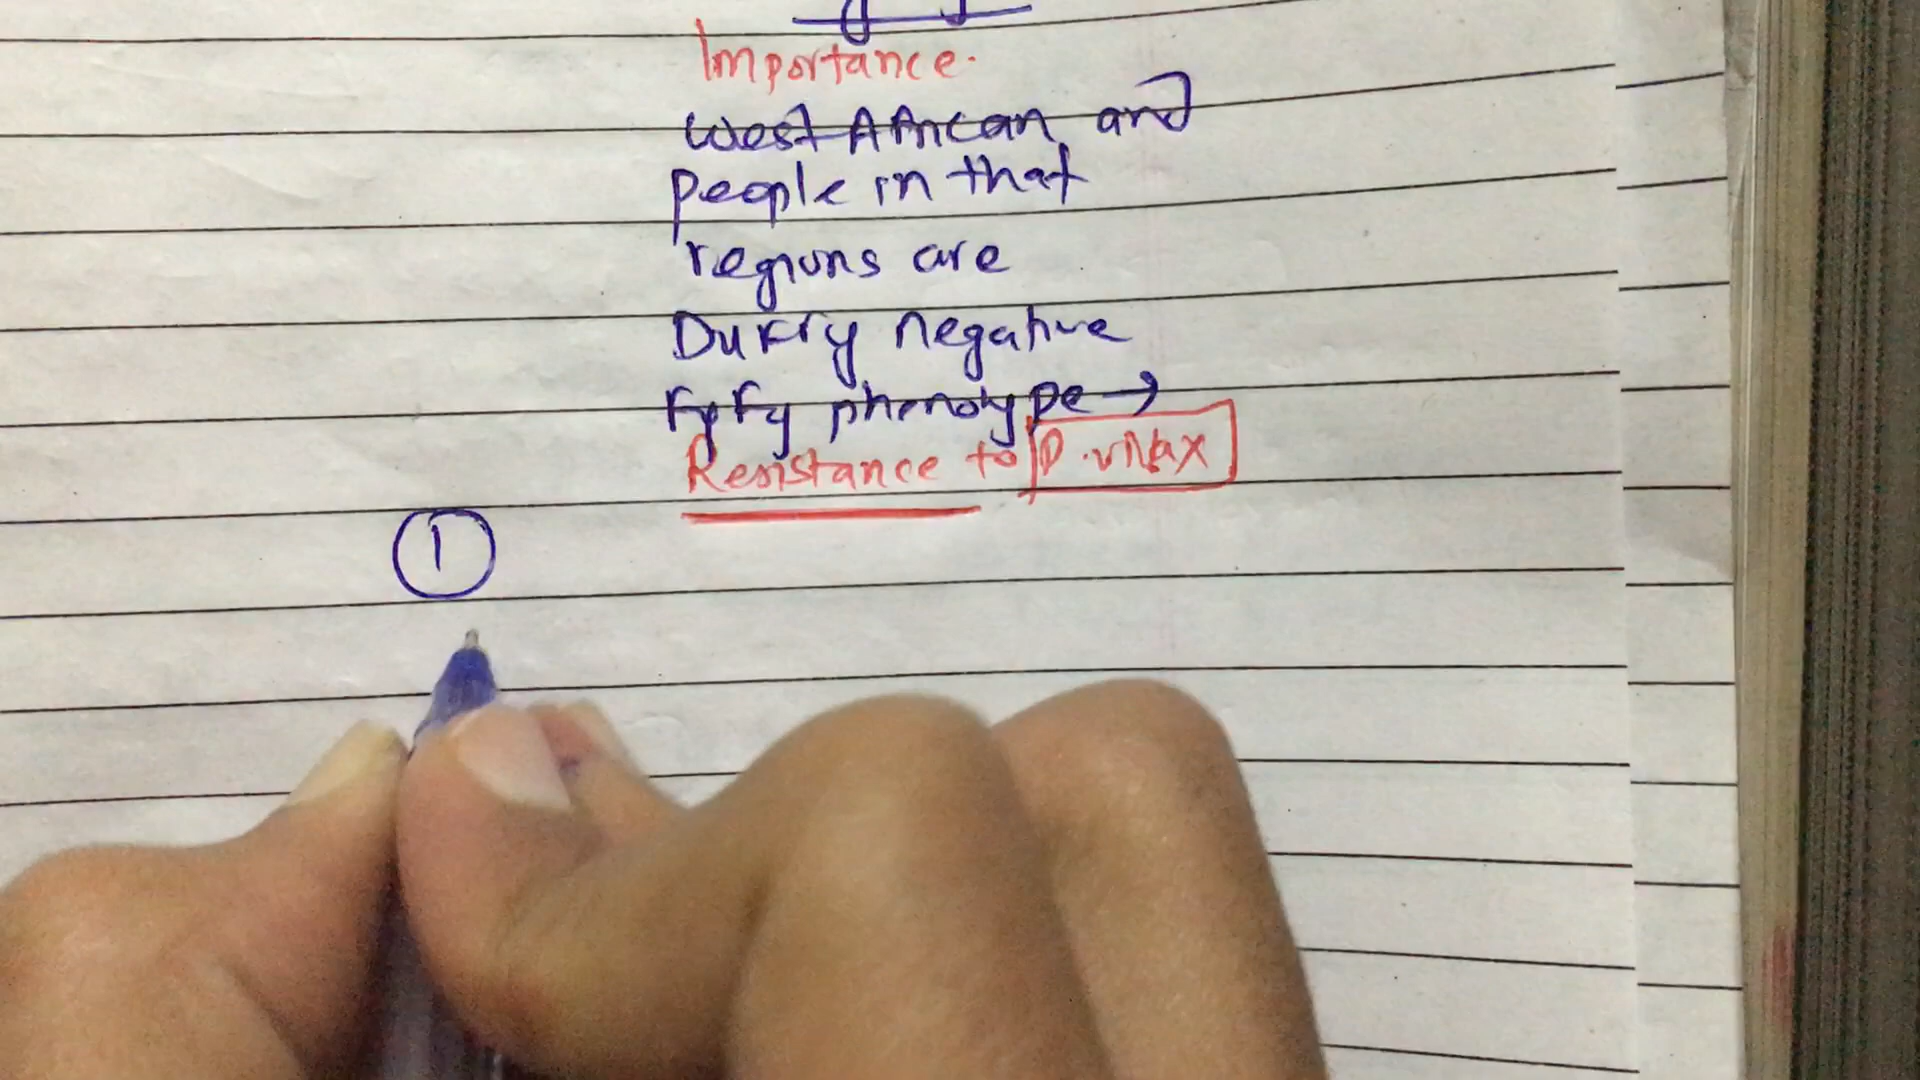 Importance.
West African and
people in that
regions are
Duffy negative
FyFy phenotype →
Resistance to P. vivax
1